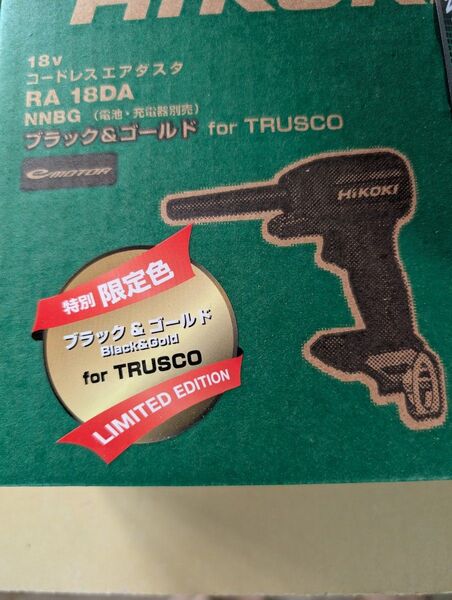 HiKOKI
18v
コードレスエアダスタ
RA 18DA
NNBG （電池・充電器別売）
ブラック&ゴールド for TRUSCO
e MOTOR
HiKOKI
特別 限定色
ブラック & ゴールド
Black&Gold
for TRUSCO
LIMITED EDITION